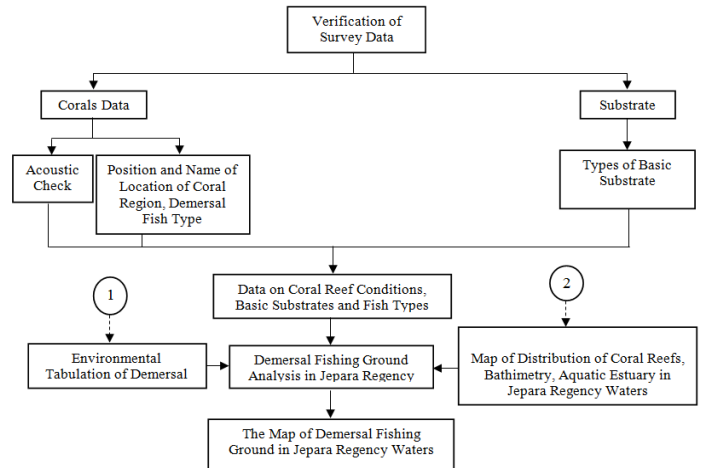 Verification of
Survey Data
Corals Data
Substrate
Acoustic
Check
Position and Name of
Location of Coral
Region, Demersal
Fish Type
Types of Basic
Substrate
1
Data on Coral Reef Conditions,
Basic Substrates and Fish Types
2
Environmental
Tabulation of Demersal
Demersal Fishing Ground
Analysis in Jepara Regency
Map of Distribution of Coral Reefs,
Bathimetry, Aquatic Estuary in
Jepara Regency Waters
The Map of Demersal Fishing
Ground in Jepara Regency Waters